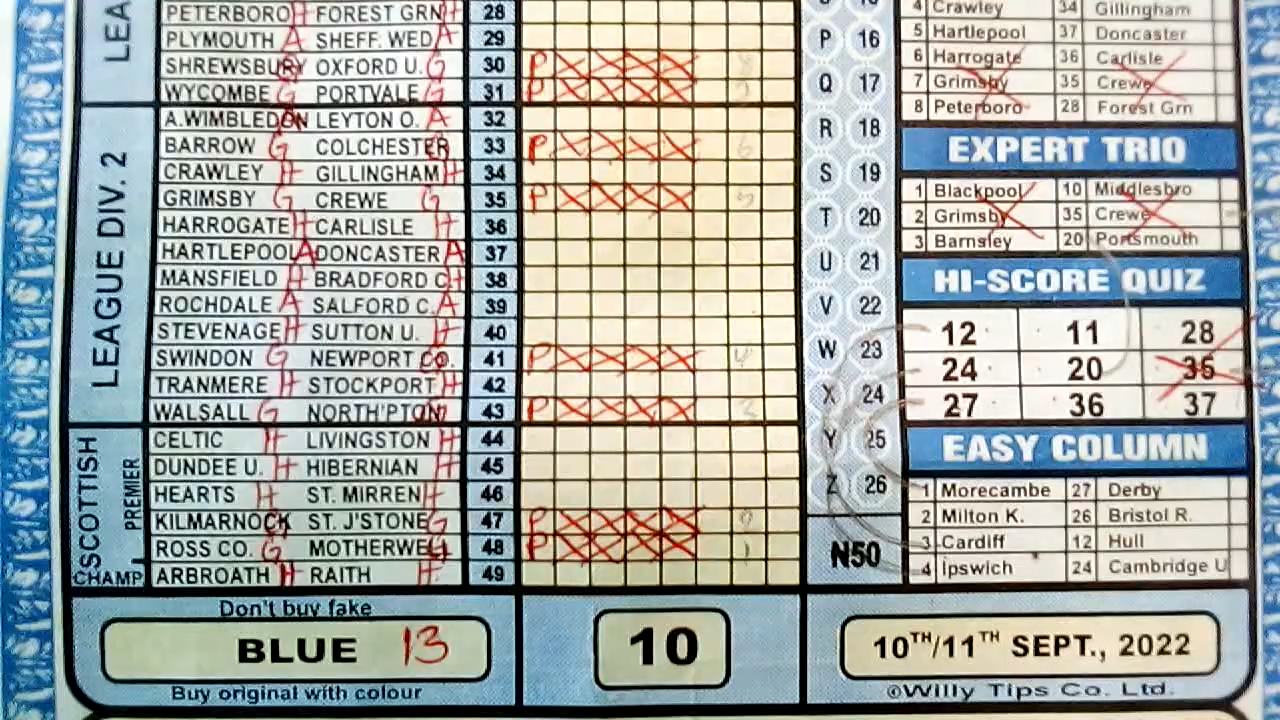 LEA
PETERBORO H FOREST GRN H 28
PLYMOUTH A SHEFF. WED A 29
SHREWSBURY OXFORD U. G 30 P X X X X
WYCOMBE G PORTVALE G 31 P X X X X
LEAGUE DIV. 2
A.WIMBLEDON LEYTON O. A 32
BARROW G COLCHESTER 33 P X X X X
CRAWLEY H GILLINGHAM H 34
GRIMSBY G CREWE G 35 P X X X X
HARROGATE H CARLISLE H 36
HARTLEPOOL A DONCASTER A 37
MANSFIELD H BRADFORD C. H 38
ROCHDALE A SALFORD C. A 39
STEVENAGE H SUTTON U. H 40
SWINDON G NEWPORT CO. 41 P X X X X
TRANMERE H STOCKPORT H 42
WALSALL G NORTH'PTON 43 P X X X X
SCOTTISH
PREMIER
CELTIC H LIVINGSTON H 44
DUNDEE U. H HIBERNIAN H 45
HEARTS H ST. MIRREN H 46
KILMARNOCK ST. J'STONE G 47 P X X X X
ROSS CO. G MOTHERWELL 48 P X X X X
CHAMP. ARBROATH H RAITH H 49
P 16
Q 17
R 18
S 19
T 20
U 21
V 22
W 23
X 24
Y 25
Z 26
N50
4 Crawley 34 Gillingham
5 Hartlepool 37 Doncaster
6 Harrogate 36 Carlisle
7 Grimsby 35 Crewe
8 Peterboro 28 Forest Grn
EXPERT TRIO
1 Blackpool 10 Middlesbro
2 Grimsby 35 Crewe
3 Barnsley 20 Portsmouth
HI-SCORE QUIZ
12 11 28
24 20 35
27 36 37
EASY COLUMN
1 Morecambe 27 Derby
2 Milton K. 26 Bristol R.
3 Cardiff 12 Hull
4 Ipswich 24 Cambridge U
Don't buy fake
BLUE 13
Buy original with colour
10
10TH/11TH SEPT., 2022
©Willy Tips Co. Ltd.